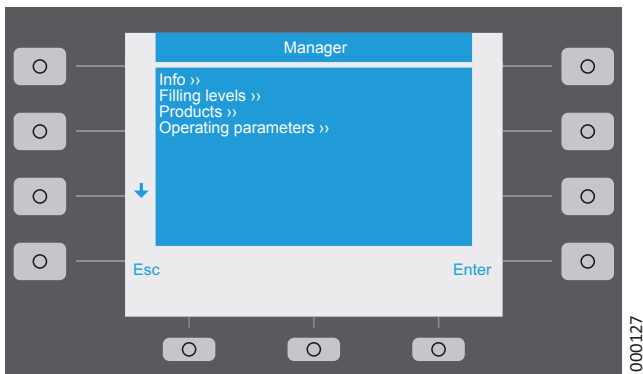 Manager
Info ››
Filling levels ››
Products ››
Operating parameters ››
Esc
Enter
000127